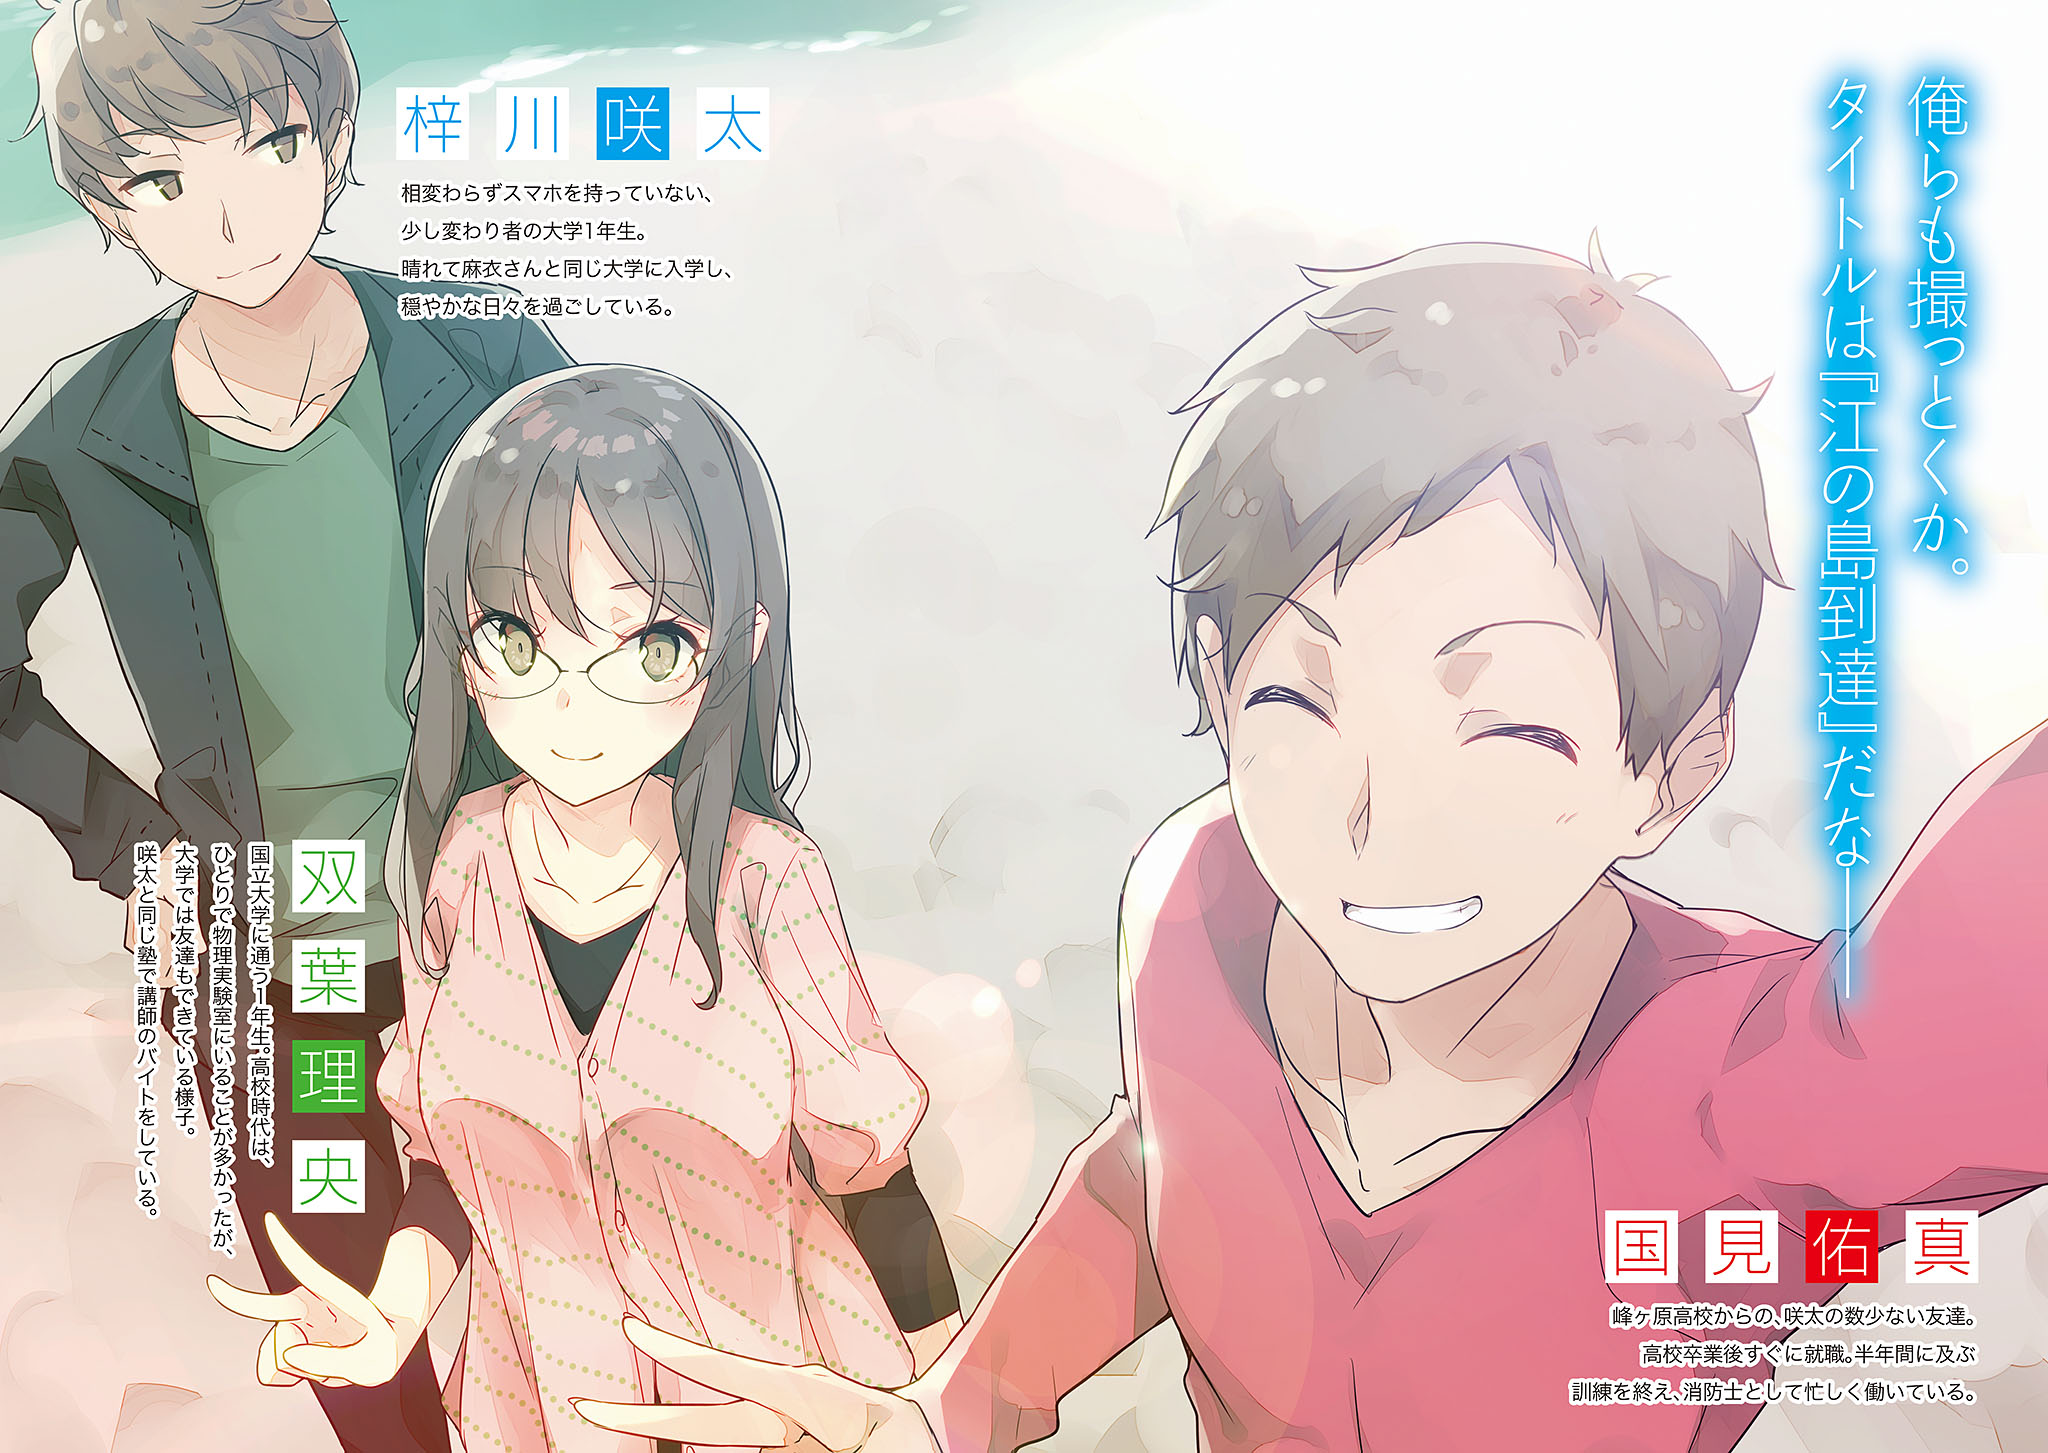 俺らも撮っとくか。
タイトルは『江の島到達』だな――
梓川咲太
相変わらずスマホを持っていない、
少し変わり者の大学1年生。
晴れて麻衣さんと同じ大学に入学し、
穏やかな日々を過ごしている。
双葉理央
国立大学に通う1年生。高校時代は、
ひとりで物理実験室にいることが多かったが、
大学では友達もできている様子。
咲太と同じ塾で講師のバイトをしている。
国見佑真
峰ヶ原高校からの、咲太の数少ない友達。
高校卒業後すぐに就職。半年間に及ぶ
訓練を終え、消防士として忙しく働いている。